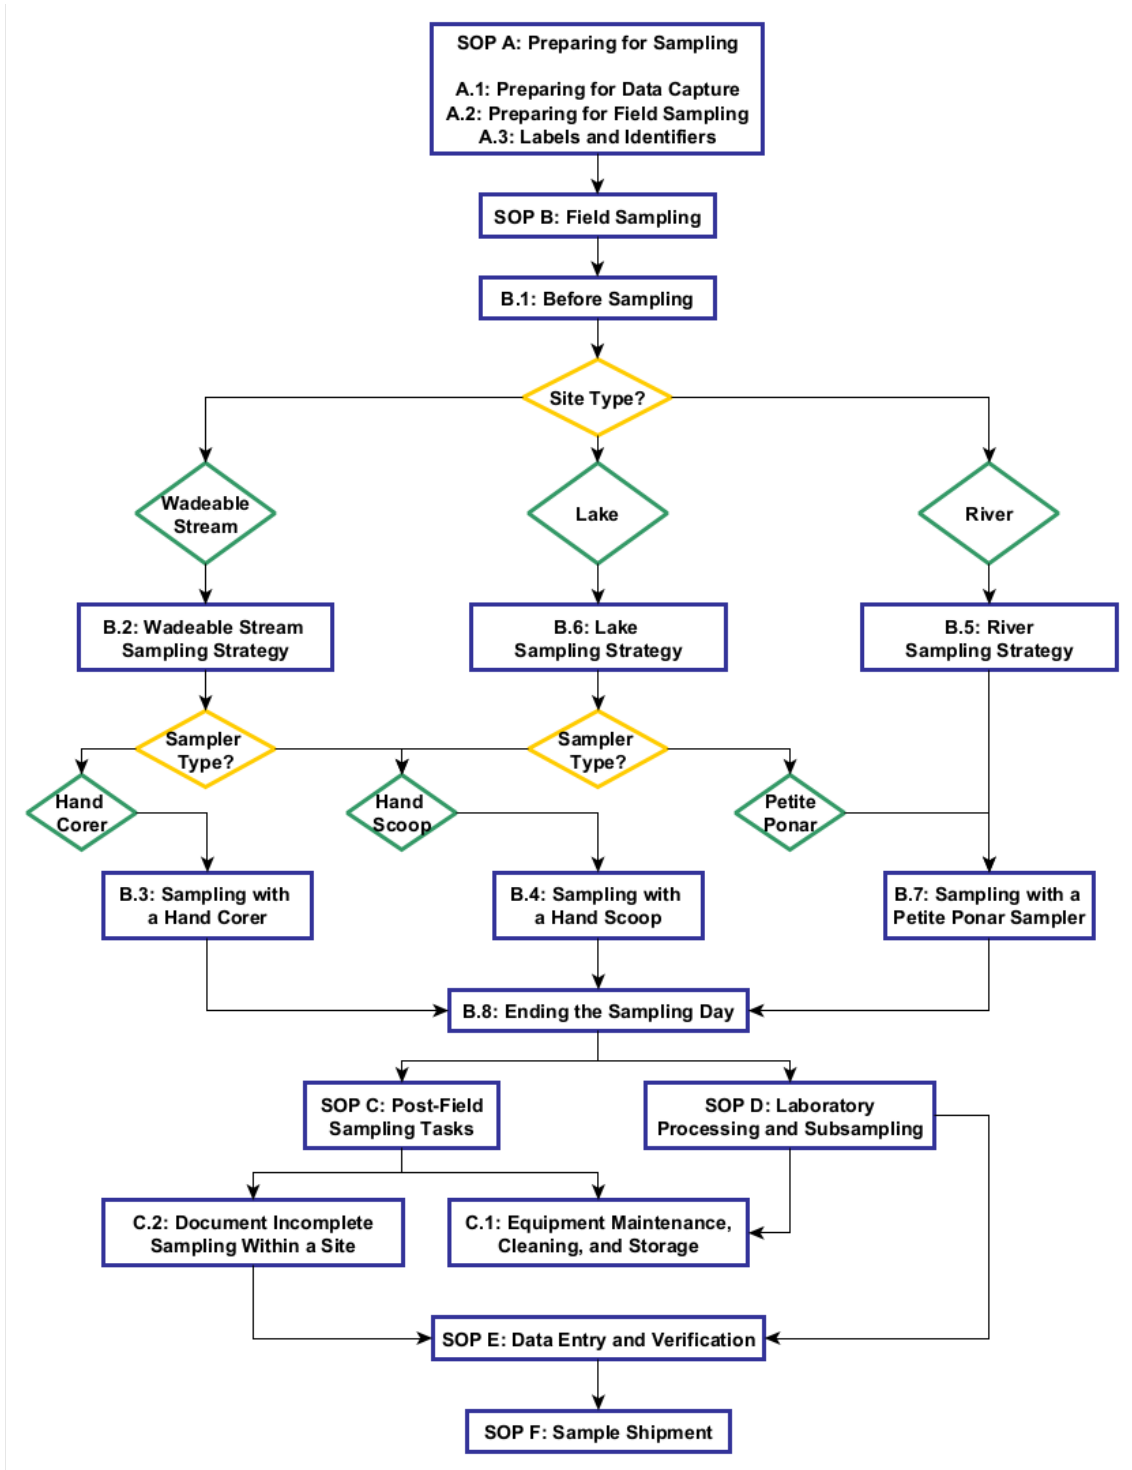 SOP A: Preparing for Sampling
A.1: Preparing for Data Capture
A.2: Preparing for Field Sampling
A.3: Labels and Identifiers
SOP B: Field Sampling
B.1: Before Sampling
Site Type?
Wadeable
Stream
Lake
River
B.2: Wadeable Stream
Sampling Strategy
B.6: Lake
Sampling Strategy
B.5: River
Sampling Strategy
Sampler
Type?
Sampler
Type?
Hand
Corer
Hand
Scoop
Petite
Ponar
B.3: Sampling with
a Hand Corer
B.4: Sampling with
a Hand Scoop
B.7: Sampling with a
Petite Ponar Sampler
B.8: Ending the Sampling Day
SOP C: Post-Field
Sampling Tasks
SOP D: Laboratory
Processing and Subsampling
C.2: Document Incomplete
Sampling Within a Site
C.1: Equipment Maintenance,
Cleaning, and Storage
SOP E: Data Entry and Verification
SOP F: Sample Shipment